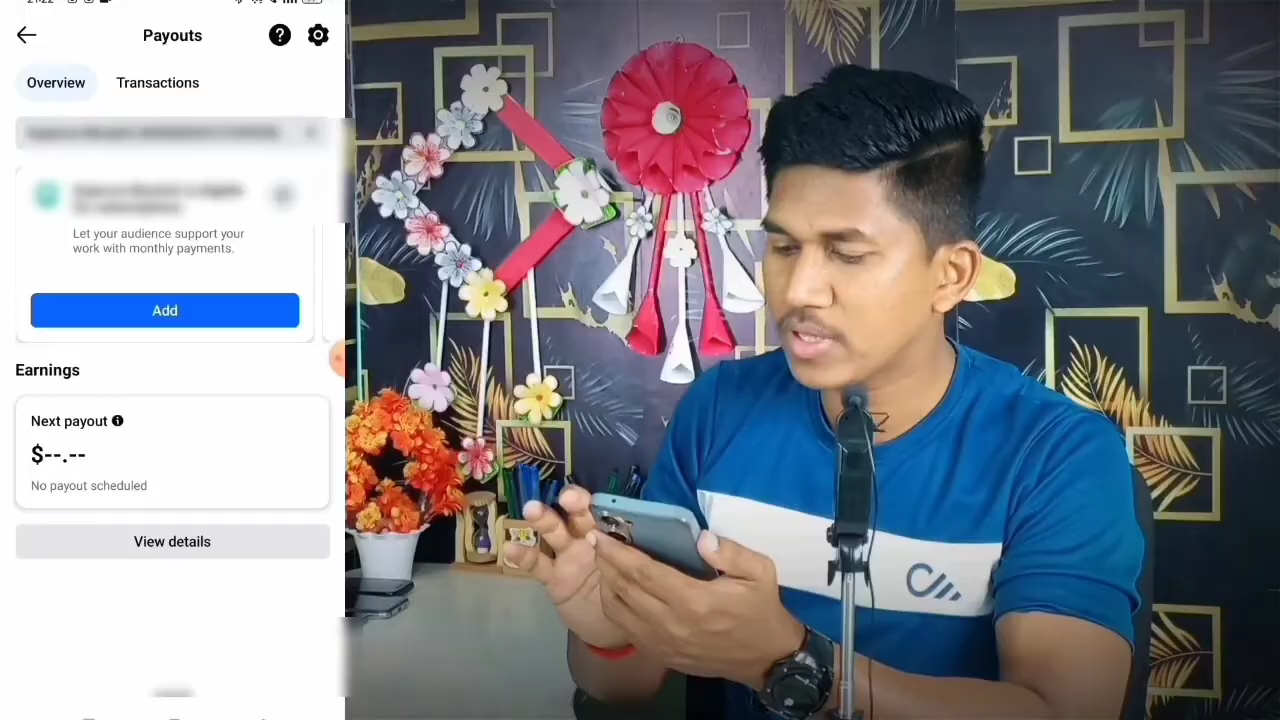 Payouts
Overview
Transactions
Let your audience support your
work with monthly payments.
Add
Earnings
Next payout
$--.--
No payout scheduled
View details